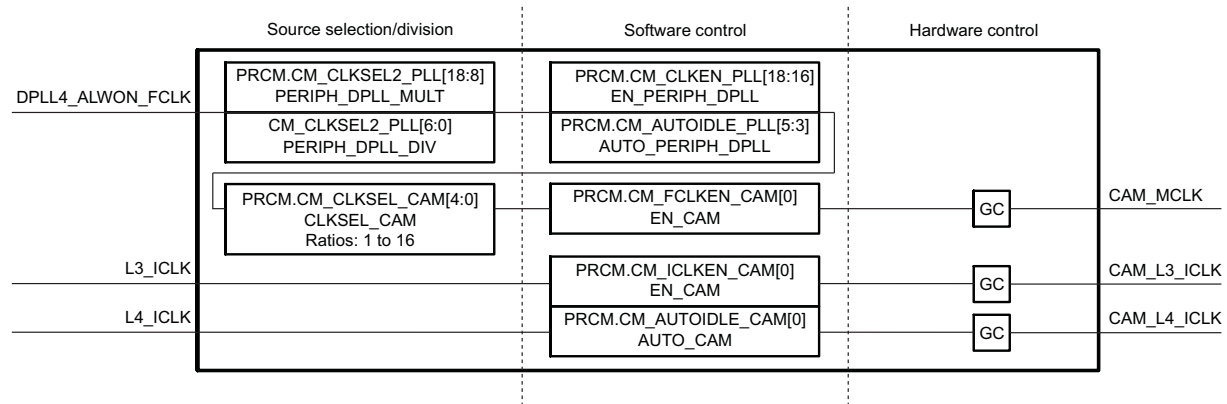 Source selection/division
Software control
Hardware control
PRCM.CM_CLKSEL2_PLL[18:8]
PERIPH_DPLL_MULT
PRCM.CM_CLKEN_PLL[18:16]
EN_PERIPH_DPLL
DPLL4_ALWON_FCLK
CM_CLKSEL2_PLL[6:0]
PERIPH_DPLL_DIV
PRCM.CM_AUTOIDLE_PLL[5:3]
AUTO_PERIPH_DPLL
PRCM.CM_CLKSEL_CAM[4:0]
CLKSEL_CAM
Ratios: 1 to 16
PRCM.CM_FCLKEN_CAM[0]
EN_CAM
GC
CAM_MCLK
L3_ICLK
PRCM.CM_ICLKEN_CAM[0]
EN_CAM
GC
CAM_L3_ICLK
L4_ICLK
PRCM.CM_AUTOIDLE_CAM[0]
AUTO_CAM
GC
CAM_L4_ICLK